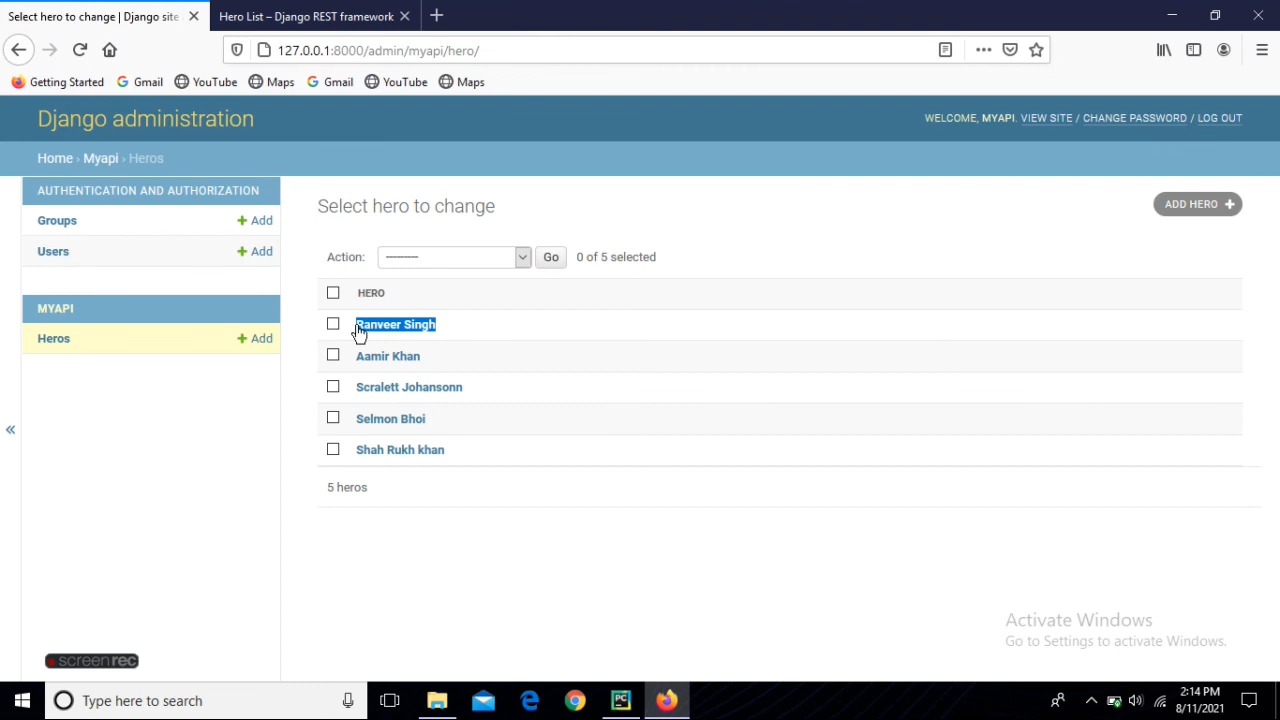 Select hero to change | Django site
Hero List – Django REST framework
127.0.0.1:8000/admin/myapi/hero/
Getting Started Gmail YouTube Maps Gmail YouTube Maps
Django administration
WELCOME, MYAPI. VIEW SITE / CHANGE PASSWORD / LOG OUT
Home › Myapi › Heros
AUTHENTICATION AND AUTHORIZATION
Groups + Add
Users + Add
MYAPI
Heros + Add
«
Select hero to change
ADD HERO +
Action: --------- Go 0 of 5 selected
HERO
Ranveer Singh
Aamir Khan
Scralett Johansonn
Selmon Bhoi
Shah Rukh khan
5 heros
Activate Windows
Go to Settings to activate Windows.
screenrec
Type here to search
PC
2:14 PM
8/11/2021